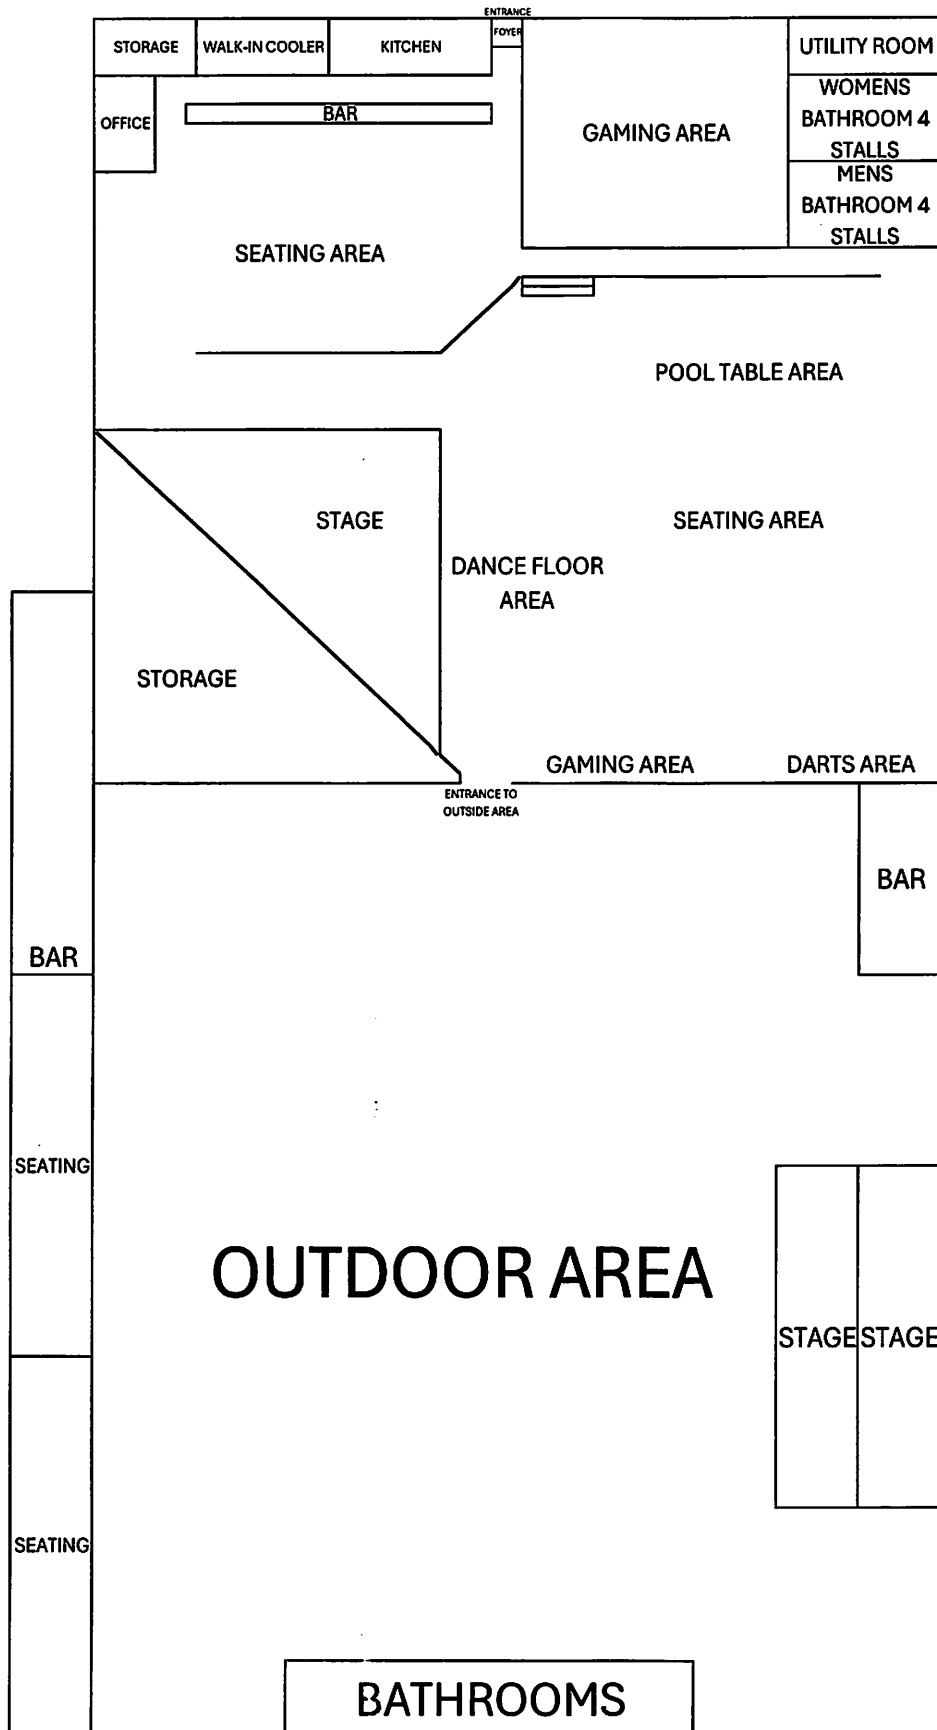 ENTRANCE
FOYER
STORAGE
WALK-IN COOLER
KITCHEN
UTILITY ROOM
OFFICE
BAR
GAMING AREA
WOMENS
BATHROOM 4
STALLS
MENS
BATHROOM 4
STALLS
SEATING AREA
POOL TABLE AREA
STAGE
SEATING AREA
DANCE FLOOR
AREA
STORAGE
GAMING AREA
DARTS AREA
ENTRANCE TO
OUTSIDE AREA
BAR
BAR
SEATING
OUTDOOR AREA
STAGE
STAGE
SEATING
BATHROOMS